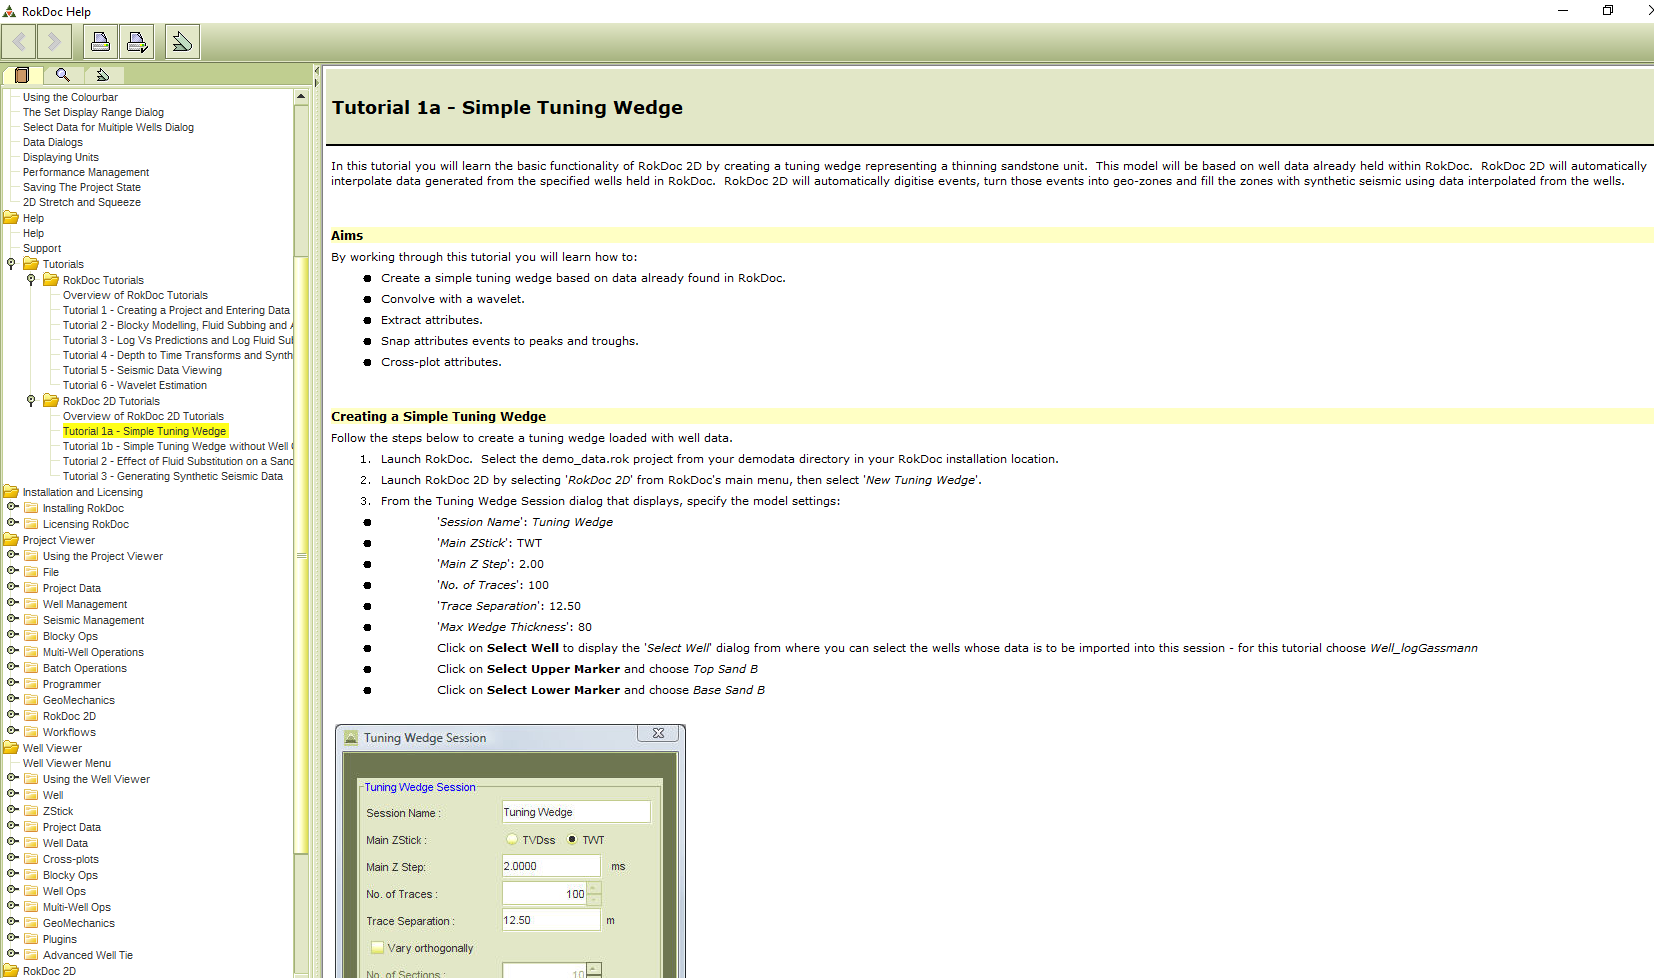 RokDoc Help
Using the Colourbar
The Set Display Range Dialog
Select Data for Multiple Wells Dialog
Data Dialogs
Displaying Units
Performance Management
Saving The Project State
2D Stretch and Squeeze
Help
Help
Support
Tutorials
RokDoc Tutorials
Overview of RokDoc Tutorials
Tutorial 1 - Creating a Project and Entering Data
Tutorial 2 - Blocky Modelling, Fluid Subbing and A
Tutorial 3 - Log Vs Predictions and Log Fluid Sul
Tutorial 4 - Depth to Time Transforms and Synth
Tutorial 5 - Seismic Data Viewing
Tutorial 6 - Wavelet Estimation
RokDoc 2D Tutorials
Overview of RokDoc 2D Tutorials
Tutorial 1a - Simple Tuning Wedge
Tutorial 1b - Simple Tuning Wedge without Well
Tutorial 2 - Effect of Fluid Substitution on a Sand
Tutorial 3 - Generating Synthetic Seismic Data
Installation and Licensing
Installing RokDoc
Licensing RokDoc
Project Viewer
Using the Project Viewer
File
Project Data
Well Management
Seismic Management
Blocky Ops
Multi-Well Operations
Batch Operations
Programmer
GeoMechanics
RokDoc 2D
Workflows
Well Viewer
Well Viewer Menu
Using the Well Viewer
Well
ZStick
Project Data
Well Data
Cross-plots
Blocky Ops
Well Ops
Multi-Well Ops
GeoMechanics
Plugins
Advanced Well Tie
RokDoc 2D
Tutorial 1a - Simple Tuning Wedge
In this tutorial you will learn the basic functionality of RokDoc 2D by creating a tuning wedge representing a thinning sandstone unit. This model will be based on well data already held within RokDoc. RokDoc 2D will automatically
interpolate data generated from the specified wells held in RokDoc. RokDoc 2D will automatically digitise events, turn those events into geo-zones and fill the zones with synthetic seismic using data interpolated from the wells.
Aims
By working through this tutorial you will learn how to:
● Create a simple tuning wedge based on data already found in RokDoc.
● Convolve with a wavelet.
● Extract attributes.
● Snap attributes events to peaks and troughs.
● Cross-plot attributes.
Creating a Simple Tuning Wedge
Follow the steps below to create a tuning wedge loaded with well data.
1. Launch RokDoc. Select the demo_data.rok project from your demodata directory in your RokDoc installation location.
2. Launch RokDoc 2D by selecting 'RokDoc 2D' from RokDoc's main menu, then select 'New Tuning Wedge'.
3. From the Tuning Wedge Session dialog that displays, specify the model settings:
● 'Session Name': Tuning Wedge
● 'Main ZStick': TWT
● 'Main Z Step': 2.00
● 'No. of Traces': 100
● 'Trace Separation': 12.50
● 'Max Wedge Thickness': 80
● Click on Select Well to display the 'Select Well' dialog from where you can select the wells whose data is to be imported into this session - for this tutorial choose Well_logGassmann
● Click on Select Upper Marker and choose Top Sand B
● Click on Select Lower Marker and choose Base Sand B
Tuning Wedge Session
Tuning Wedge Session
Session Name : Tuning Wedge
Main ZStick : TVDss TWT
Main Z Step: 2.0000 ms
No. of Traces : 100
Trace Separation : 12.50 m
Vary orthogonally
No. of Sections : 10